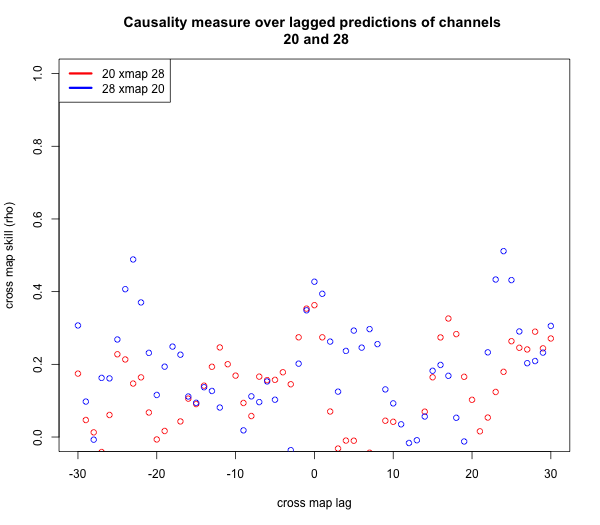 Causality measure over lagged predictions of channels
20 and 28
20 xmap 28
28 xmap 20
cross map skill (rho)
1.0
0.8
0.6
0.4
0.2
0.0
-30 -20 -10 0 10 20 30
cross map lag